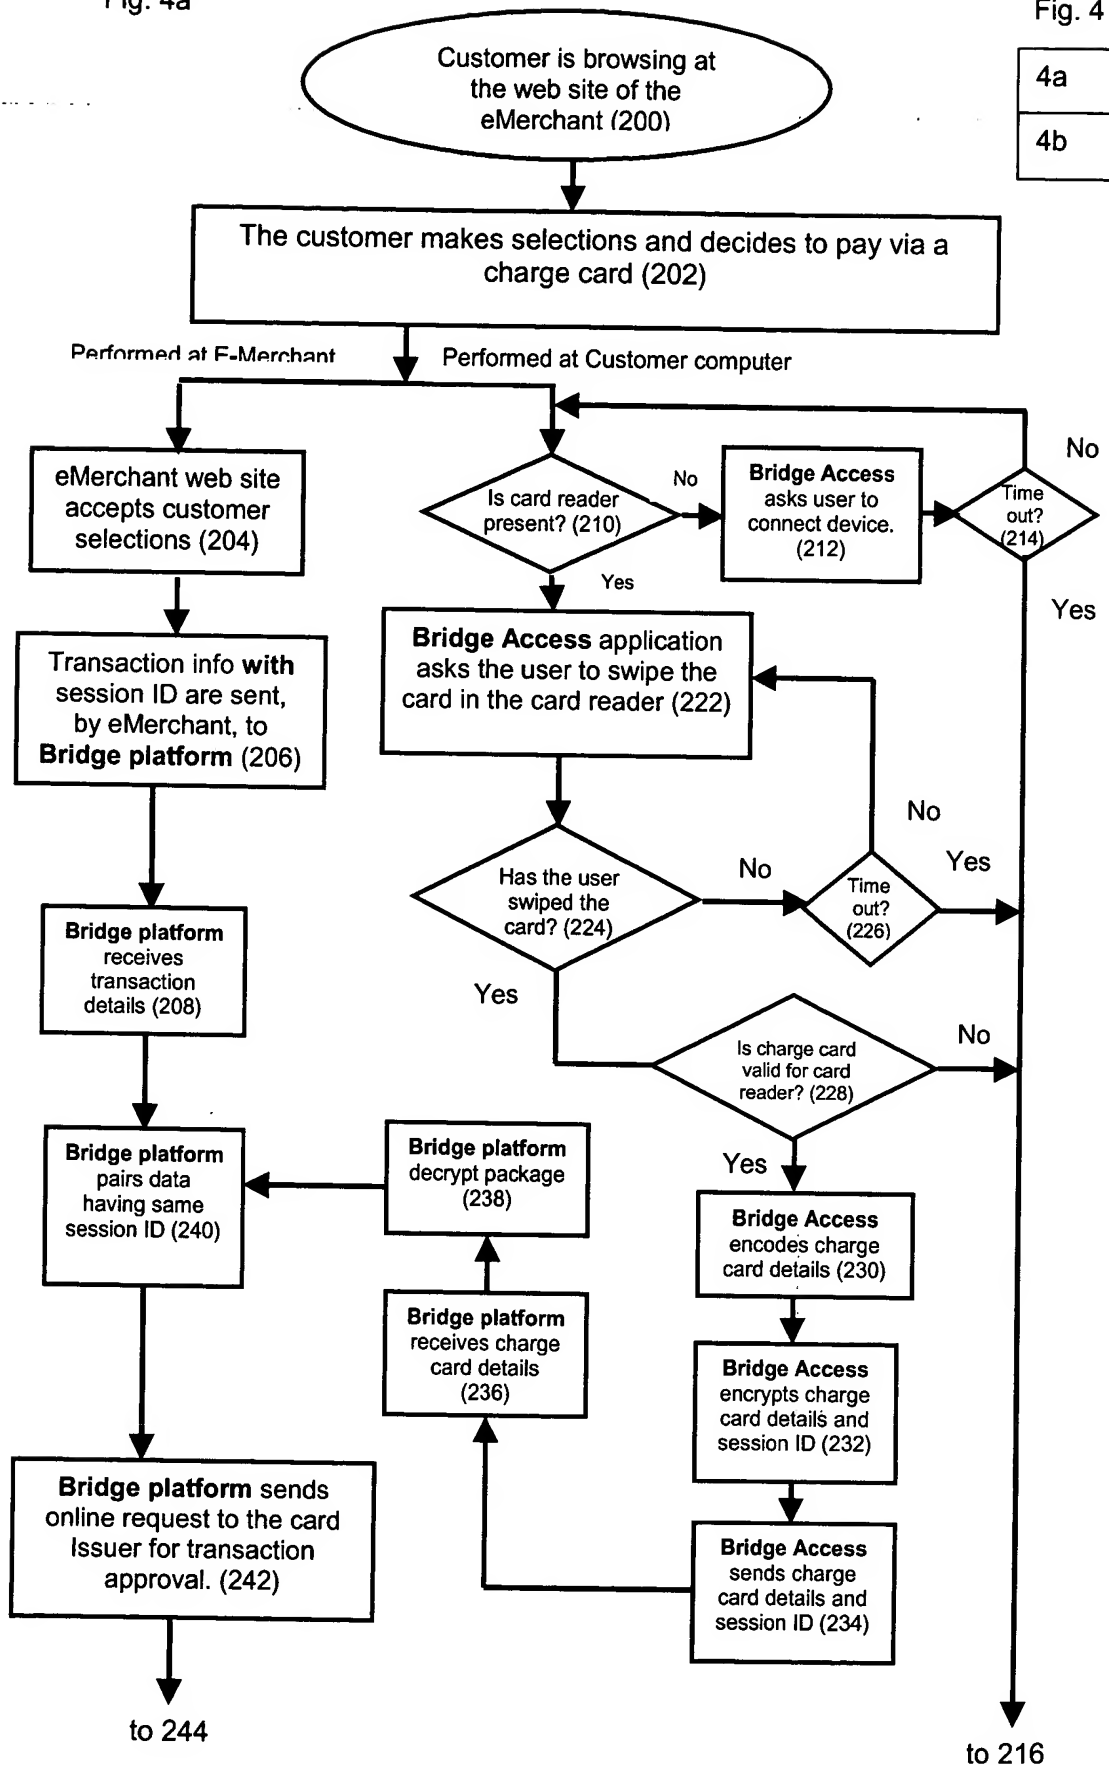 Fig. 4a
Fig. 4
4a
4b
Customer is browsing at
the web site of the
eMerchant (200)
The customer makes selections and decides to pay via a
charge card (202)
Performed at E-Merchant
Performed at Customer computer
eMerchant web site
accepts customer
selections (204)
Is card reader
present? (210)
No
Bridge Access
asks user to
connect device.
(212)
Time
out?
(214)
No
Yes
Yes
Transaction info with
session ID are sent,
by eMerchant, to
Bridge platform (206)
Bridge Access application
asks the user to swipe the
card in the card reader (222)
No
Yes
Has the user
swiped the
card? (224)
No
Time
out?
(226)
Bridge platform
receives
transaction
details (208)
Yes
Is charge card
valid for card
reader? (228)
No
Yes
Bridge platform
pairs data
having same
session ID (240)
Bridge platform
decrypt package
(238)
Bridge Access
encodes charge
card details (230)
Bridge platform
receives charge
card details
(236)
Bridge Access
encrypts charge
card details and
session ID (232)
Bridge platform sends
online request to the card
Issuer for transaction
approval. (242)
Bridge Access
sends charge
card details and
session ID (234)
to 244
to 216